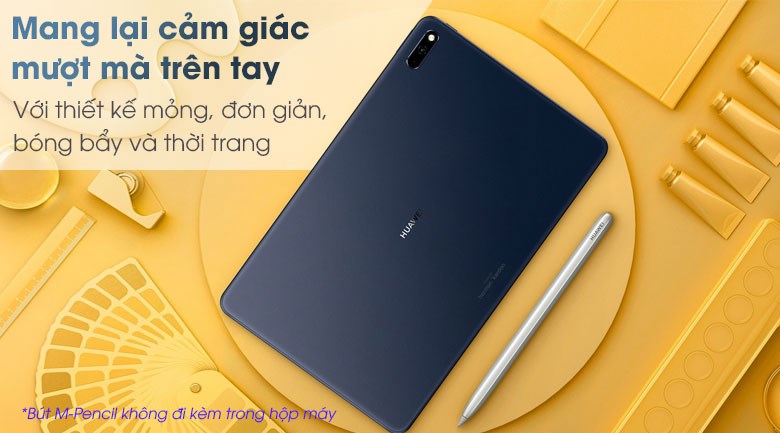 Mang lại cảm giác
mượt mà trên tay
Với thiết kế mỏng, đơn giản,
bóng bẩy và thời trang
HUAWEI
HUAWEI
*Bút M-Pencil không đi kèm trong hộp máy